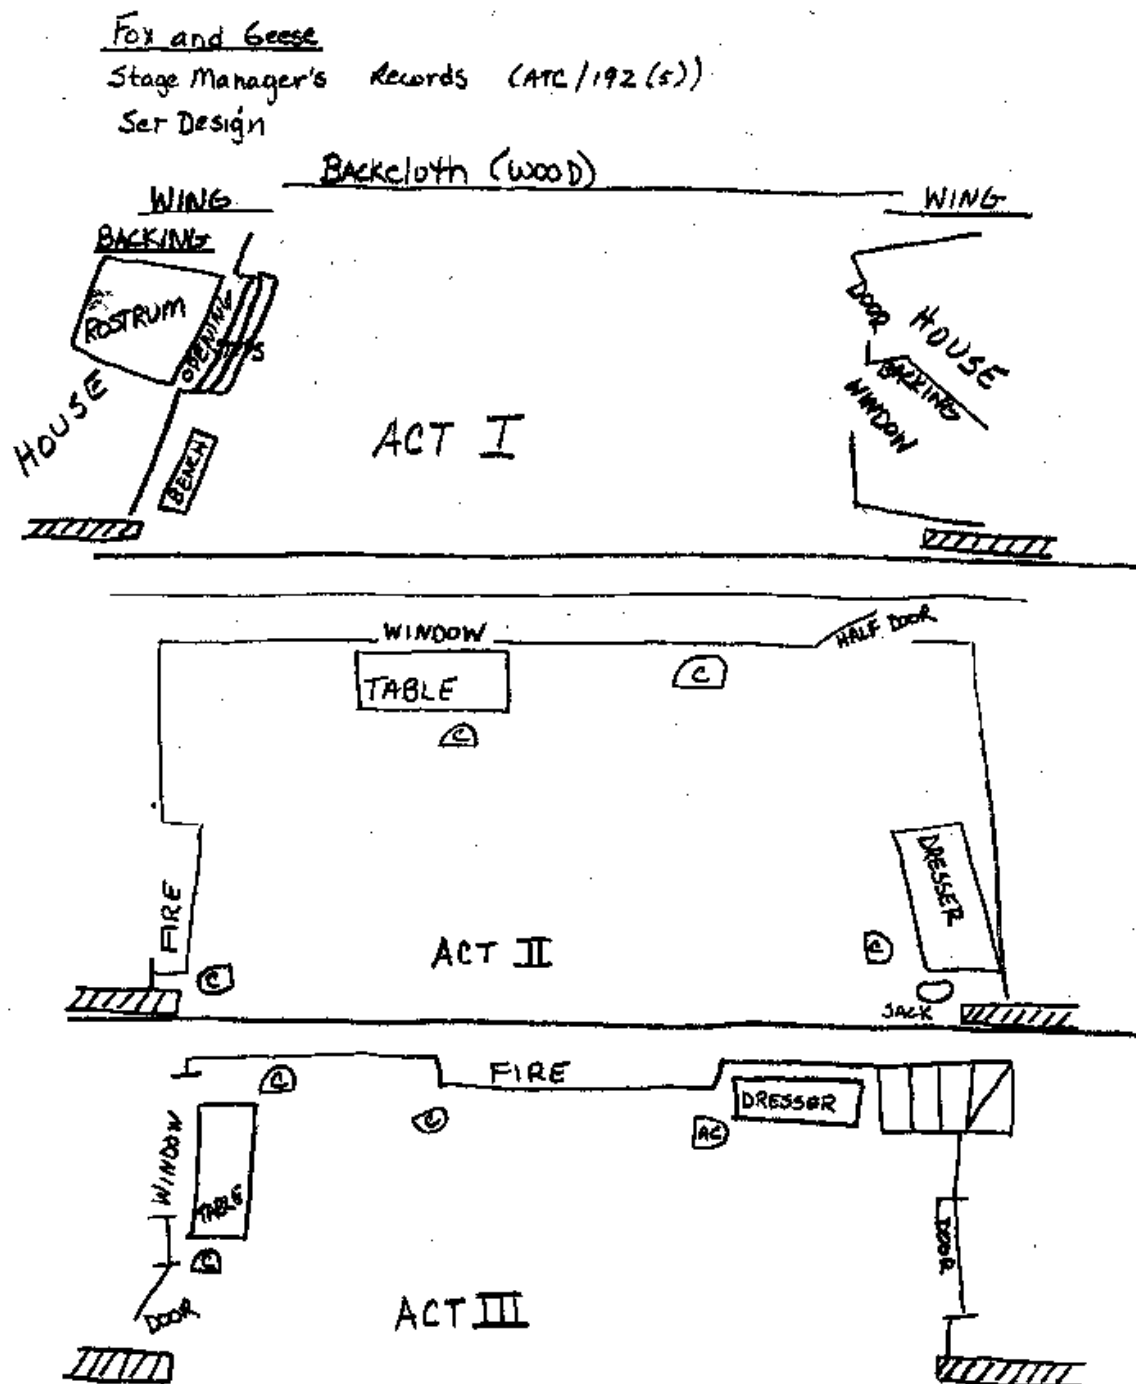 Fox and Geese
Stage Manager's Records (ATC/192(5))
Set Design
Backcloth (WOOD)
WING
WING
BACKING
ROSTRUM
OPENING
HOUSE
BENCH
ACT I
DOOR
HOUSE
BACKING
WINDOW
WINDOW
HALF DOOR
TABLE
C
C
FIRE
DRESSER
ACT II
C
C
SACK
FIRE
C
C
DRESSER
AC
WINDOW
TABLE
C
DOOR
DOOR
ACT III